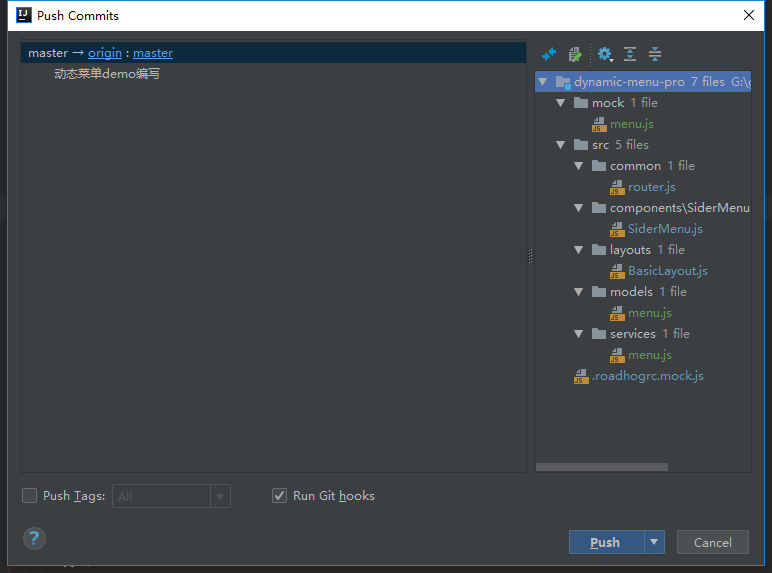 Push Commits
master → origin : master
动态菜单demo编写
dynamic-menu-pro 7 files G:\
mock 1 file
menu.js
src 5 files
common 1 file
router.js
components\SiderMenu
SiderMenu.js
layouts 1 file
BasicLayout.js
models 1 file
menu.js
services 1 file
menu.js
.roadhogrc.mock.js
Push Tags: All
Run Git hooks
?
Push
Cancel